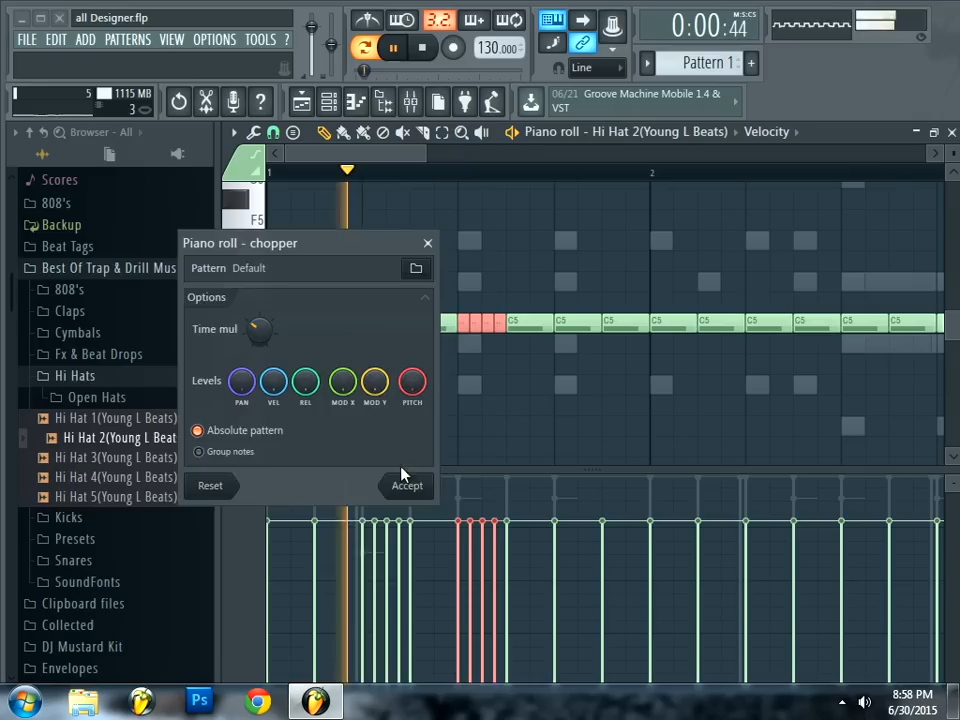 all Designer.flp
FILE EDIT ADD PATTERNS VIEW OPTIONS TOOLS ?
3.2
130.000
0:00:44
M:S:CS
Line
Pattern 1
5 1115 MB
3
06/21 Groove Machine Mobile 1.4 & VST
Browser - All
Piano roll - Hi Hat 2(Young L Beats) Velocity
1 2
F5
Scores
808's
Backup
Beat Tags
Best Of Trap & Drill Mus
808's
Claps
Cymbals
Fx & Beat Drops
Hi Hats
Open Hats
Hi Hat 1(Young L Beats)
Hi Hat 2(Young L Beat
Hi Hat 3(Young L Beats)
Hi Hat 4(Young L Beats)
Hi Hat 5(Young L Beats)
Kicks
Presets
Snares
SoundFonts
Clipboard files
Collected
DJ Mustard Kit
Envelopes
Piano roll - chopper
Pattern Default
Options
Time mul
Levels
PAN VEL REL MOD X MOD Y PITCH
Absolute pattern
Group notes
Reset Accept
C5 C5 C5 C5 C5 C5 C5 C5 C5
Ps
8:58 PM
6/30/2015